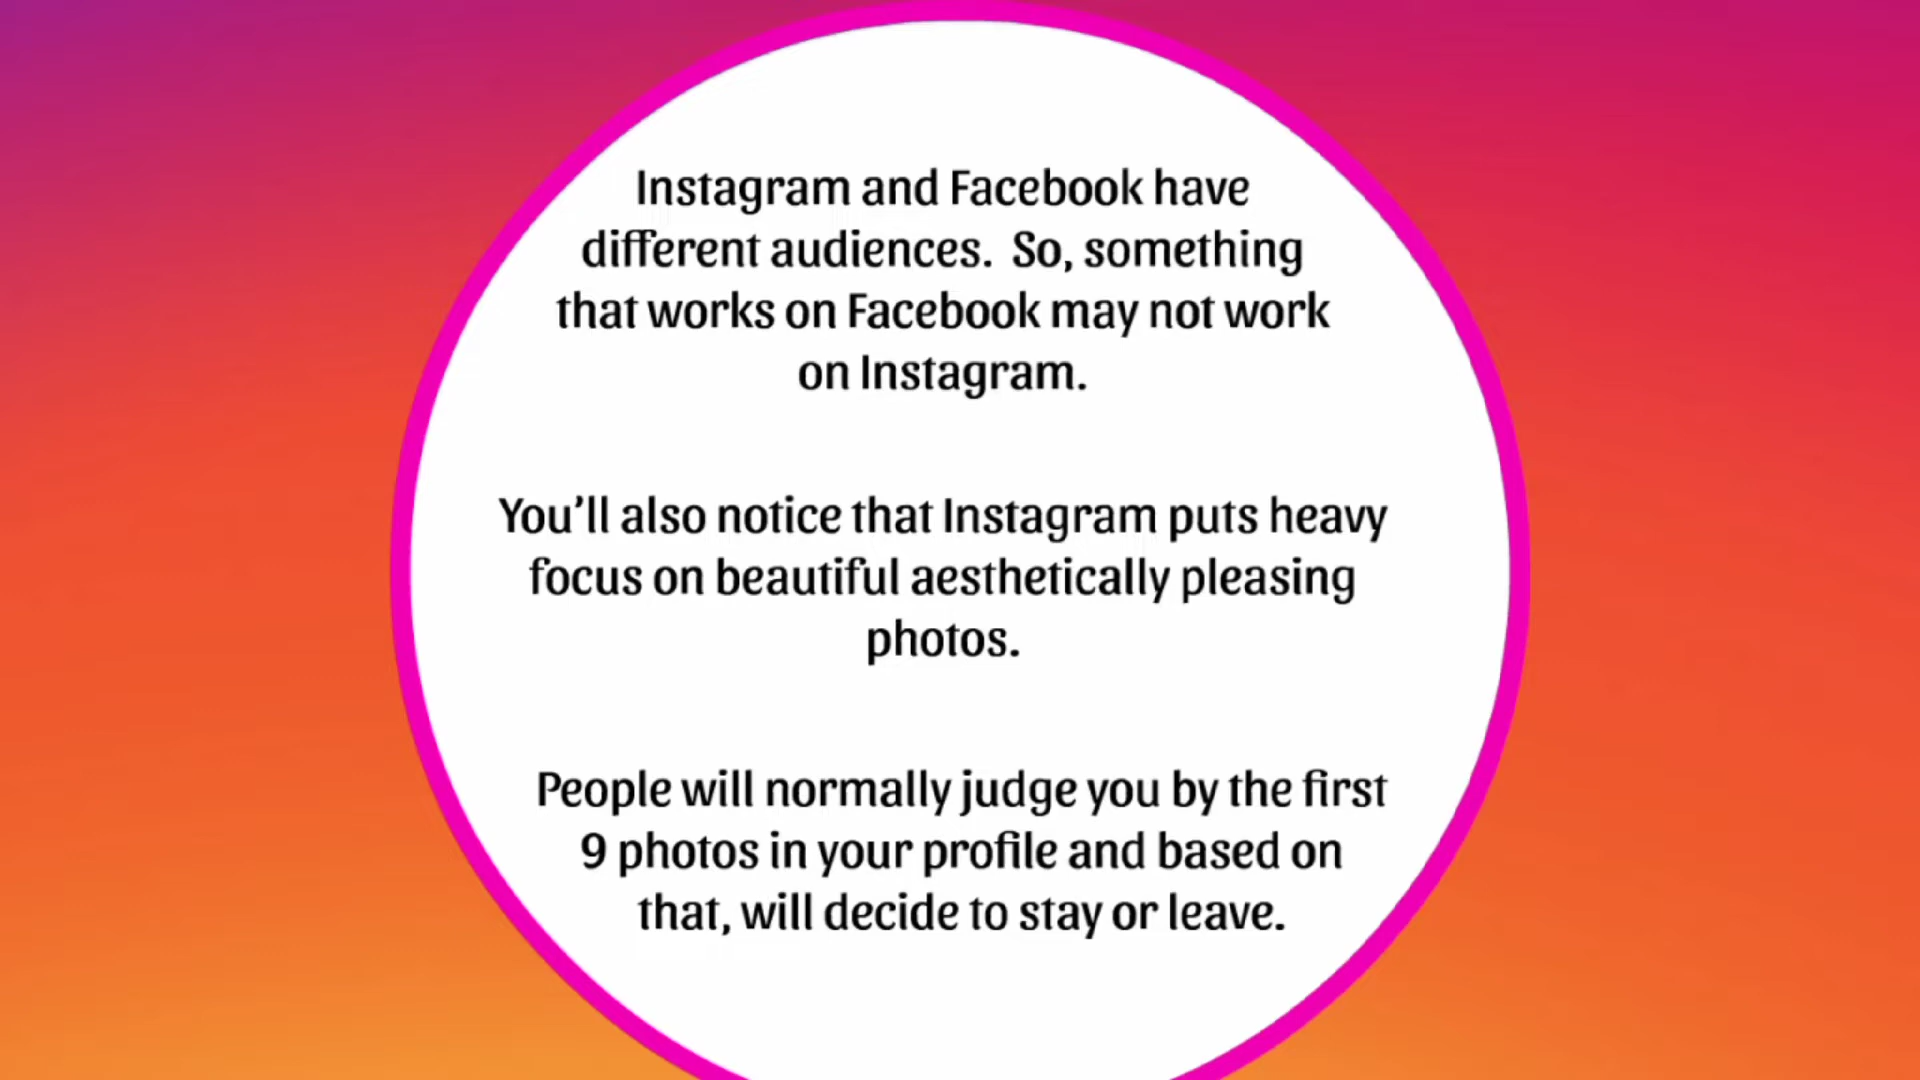 Instagram and Facebook have
different audiences.  So, something
that works on Facebook may not work
on Instagram.
You’ll also notice that Instagram puts heavy
focus on beautiful aesthetically pleasing
photos.
People will normally judge you by the first
9 photos in your profile and based on
that, will decide to stay or leave.